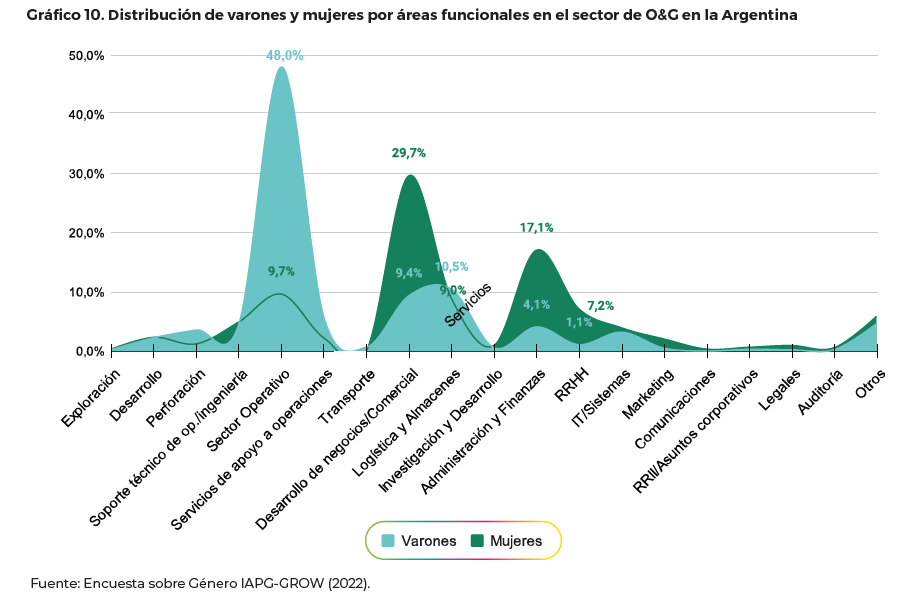 Gráfico 10. Distribución de varones y mujeres por áreas funcionales en el sector de O&G en la Argentina
50,0%
40,0%
30,0%
20,0%
10,0%
0,0%
48,0%
9,7%
29,7%
9,4%
10,5%
9,0%
Servicios
17,1%
4,1%
1,1%
7,2%
Exploración
Desarrollo
Perforación
Soporte técnico de op./ingeniería
Sector Operativo
Servicios de apoyo a operaciones
Transporte
Desarrollo de negocios/Comercial
Logística y Almacenes
Investigación y Desarrollo
Administración y Finanzas
RRHH
IT/Sistemas
Marketing
Comunicaciones
RRII/Asuntos corporativos
Legales
Auditoría
Otros
Varones
Mujeres
Fuente: Encuesta sobre Género IAPG-GROW (2022).